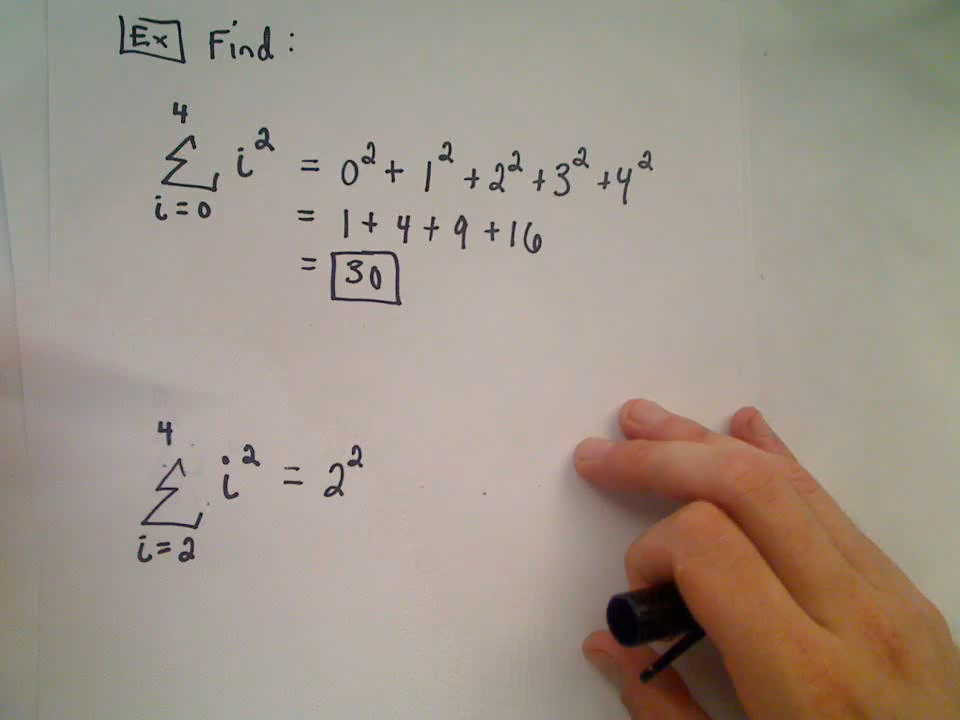 Ex Find :
4
∑ i² = 0² + 1² + 2² + 3² + 4²
i = 0
= 1 + 4 + 9 + 16
= 30
4
∑ i² = 2²
i = 2